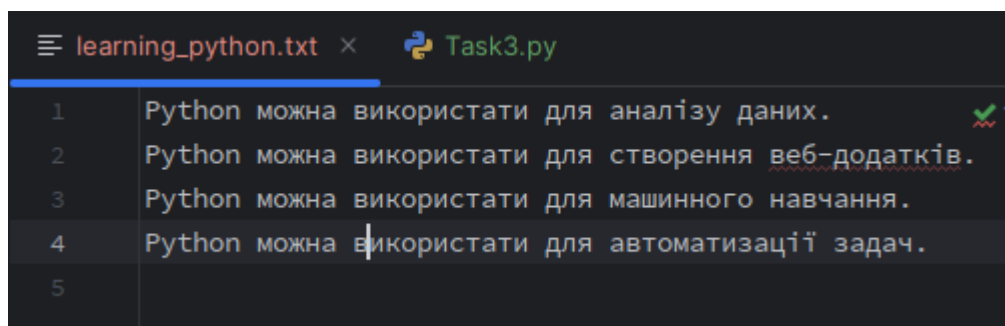 learning_python.txt × Task3.py
1 Python можна використати для аналізу даних.
2 Python можна використати для створення веб-додатків.
3 Python можна використати для машинного навчання.
4 Python можна використати для автоматизації задач.
5